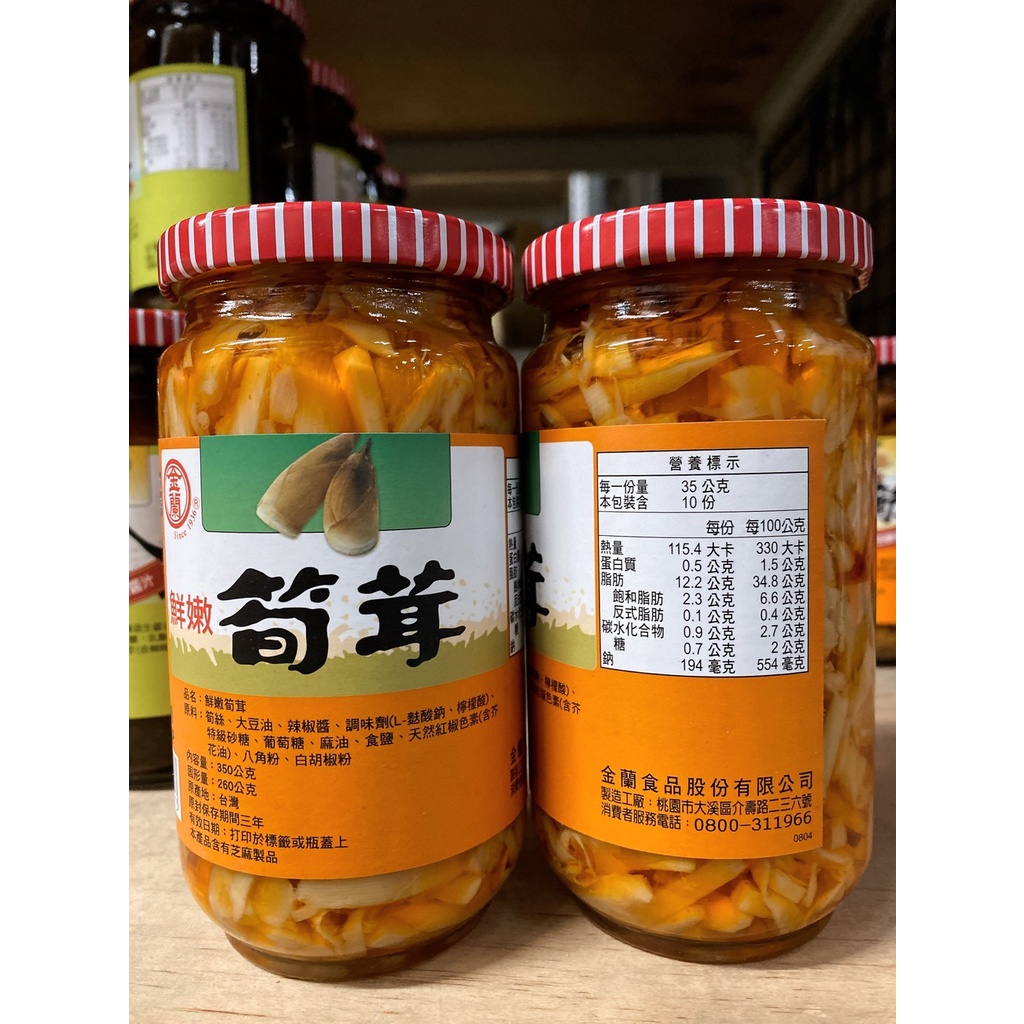 金蘭
Since 1936®
鮮嫩
筍茸
品名：鮮嫩筍茸
原料：筍絲、大豆油、辣椒醬、調味劑(L-麩酸鈉、檸檬酸)、
特級砂糖、葡萄糖、麻油、食鹽、天然紅椒色素(含芥
花油)、八角粉、白胡椒粉
內容量：350公克
固形量：260公克
原產地：台灣
原封保存期間三年
有效日期：打印於標籤或瓶蓋上
本產品含有芝麻製品
茸
檸檬酸)、
色素(含芥
營養標示
每一份量 35 公克
本包裝含 10 份
每份 每100公克
熱量 115.4 大卡 330 大卡
蛋白質 0.5 公克 1.5 公克
脂肪 12.2 公克 34.8 公克
飽和脂肪 2.3 公克 6.6 公克
反式脂肪 0.1 公克 0.4 公克
碳水化合物 0.9 公克 2.7 公克
糖 0.7 公克 2 公克
鈉 194 毫克 554 毫克
金蘭食品股份有限公司
製造工廠：桃園市大溪區介壽路二三六號
消費者服務電話：0800-311966
0804